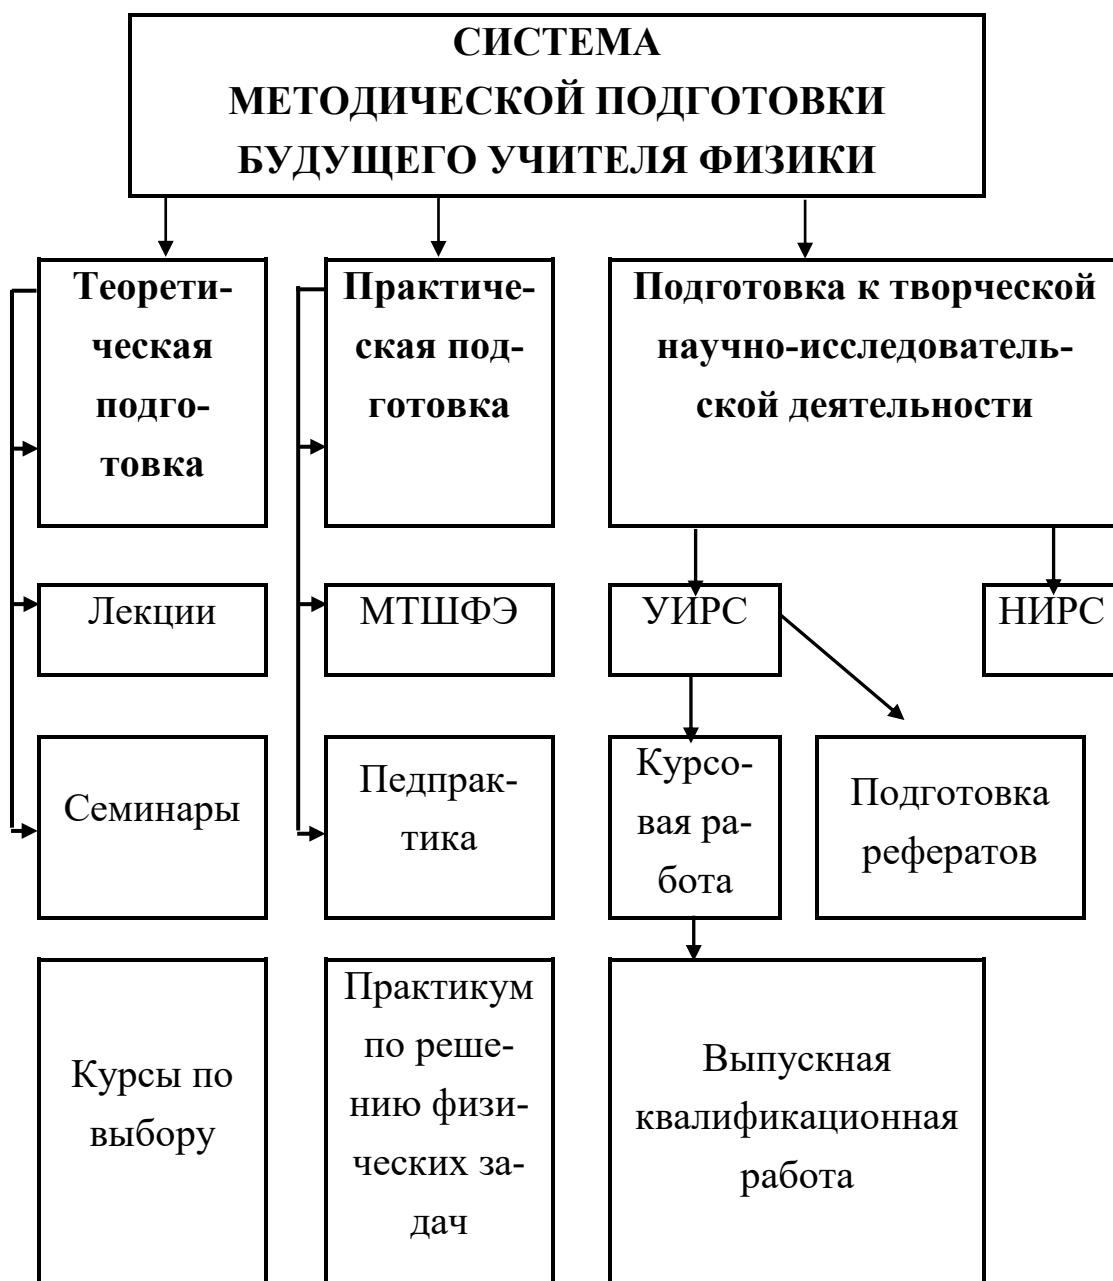 СИСТЕМА
МЕТОДИЧЕСКОЙ ПОДГОТОВКИ
БУДУЩЕГО УЧИТЕЛЯ ФИЗИКИ
Теорети-
ческая
подго-
товка
Практиче-
ская под-
готовка
Подготовка к творческой
научно-исследователь-
ской деятельности
Лекции
МТШФЭ
УИРС
НИРС
Семинары
Педпрак-
тика
Курсо-
вая ра-
бота
Подготовка
рефератов
Курсы по
выбору
Практикум
по реше-
нию физи-
ческих за-
дач
Выпускная
квалификационная
работа